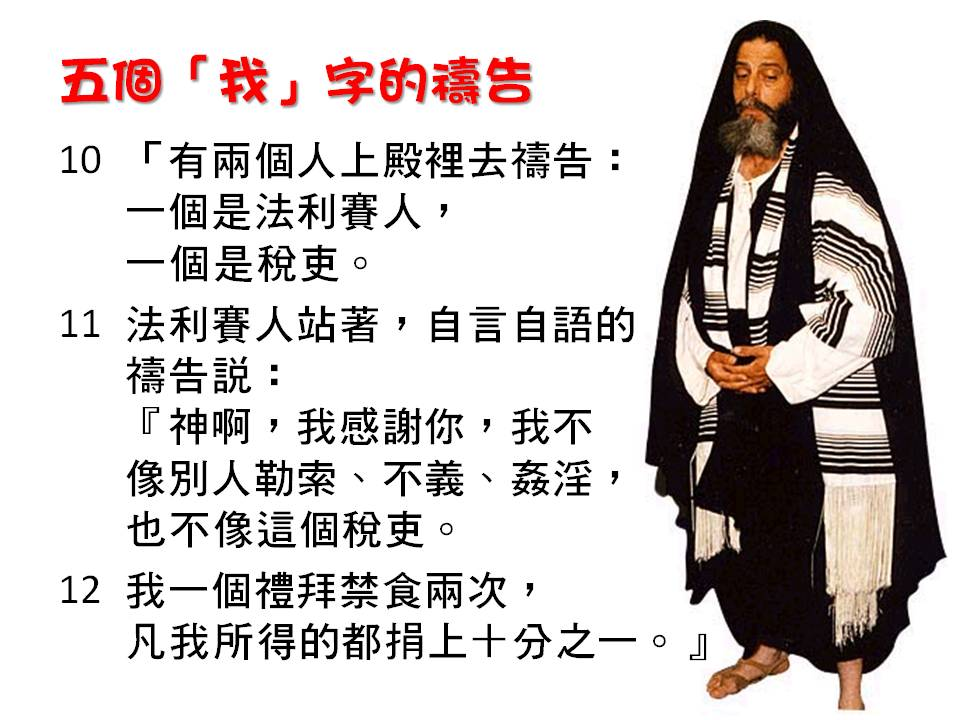 五個「我」字的禱告
10 「有兩個人上殿裡去禱告：
一個是法利賽人，
一個是稅吏。
11 法利賽人站著，自言自語的
禱告說：
『神啊，我感謝你，我不
像別人勒索、不義、姦淫，
也不像這個稅吏。
12 我一個禮拜禁食兩次，
凡我所得的都捐上十分之一。』